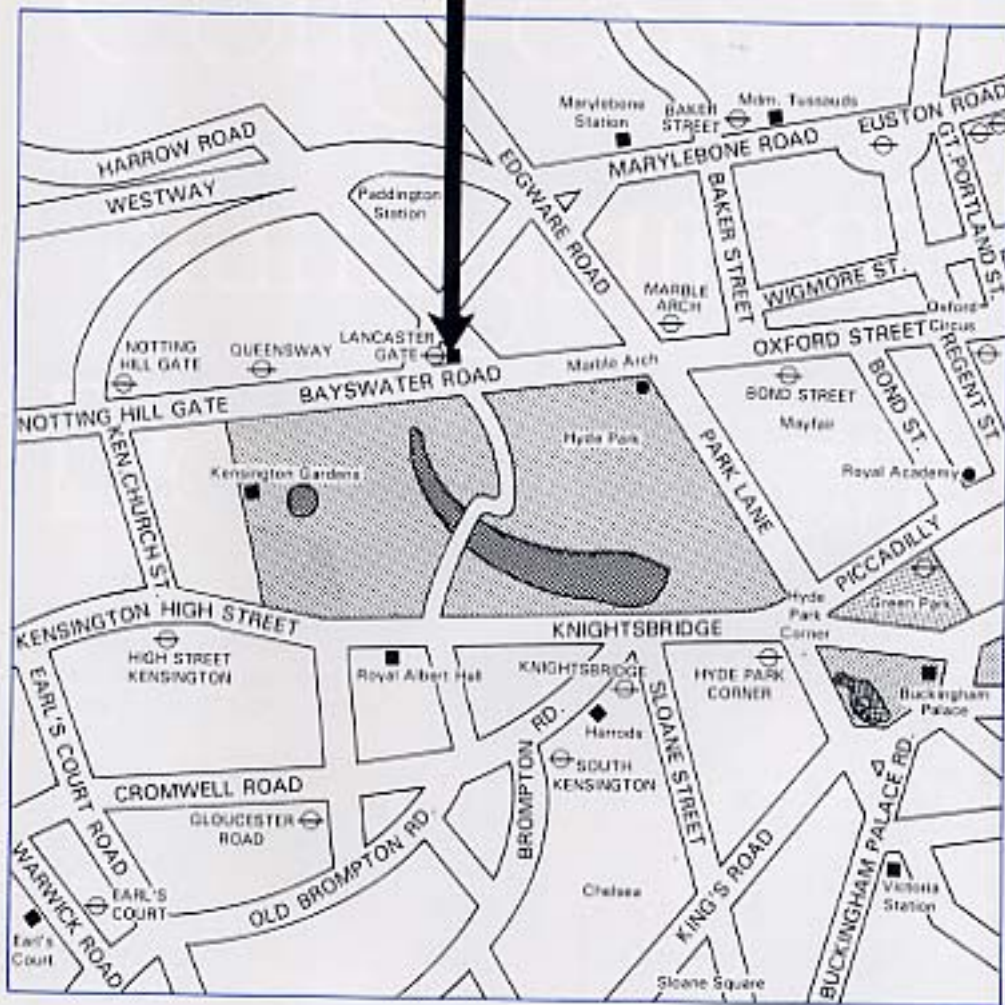 Marylebone
Station
BAKER
STREET
Mdm. Tussauds
EUSTON ROAD
HARROW ROAD
MARYLEBONE ROAD
GT. PORTLAND ST.
WESTWAY
EDGWARE ROAD
Paddington
Station
BAKER STREET
WIGMORE ST.
MARBLE
ARCH
Oxford
Circus
NOTTING
HILL GATE
QUEENSWAY
LANCASTER
GATE
OXFORD STREET
Marble Arch
REGENT ST.
BAYSWATER ROAD
BOND STREET
BOND ST.
NOTTING HILL GATE
Mayfair
Hyde Park
PARK LANE
KEN.CHURCH ST.
Kensington Gardens
Royal Academy
PICCADILLY
Hyde
Park
Corner
Green Park
KENSINGTON HIGH STREET
KNIGHTSBRIDGE
HIGH STREET
KENSINGTON
Royal Albert Hall
KNIGHTSBRIDGE
HYDE PARK
CORNER
Buckingham
Palace
EARL'S COURT ROAD
SLOANE STREET
Harrods
BROMPTON RD.
SOUTH
KENSINGTON
CROMWELL ROAD
GLOUCESTER
ROAD
OLD BROMPTON RD.
KING'S ROAD
BUCKINGHAM PALACE RD.
WARWICK ROAD
EARL'S
COURT
Chelsea
Victoria
Station
Earl's
Court
Sloane Square